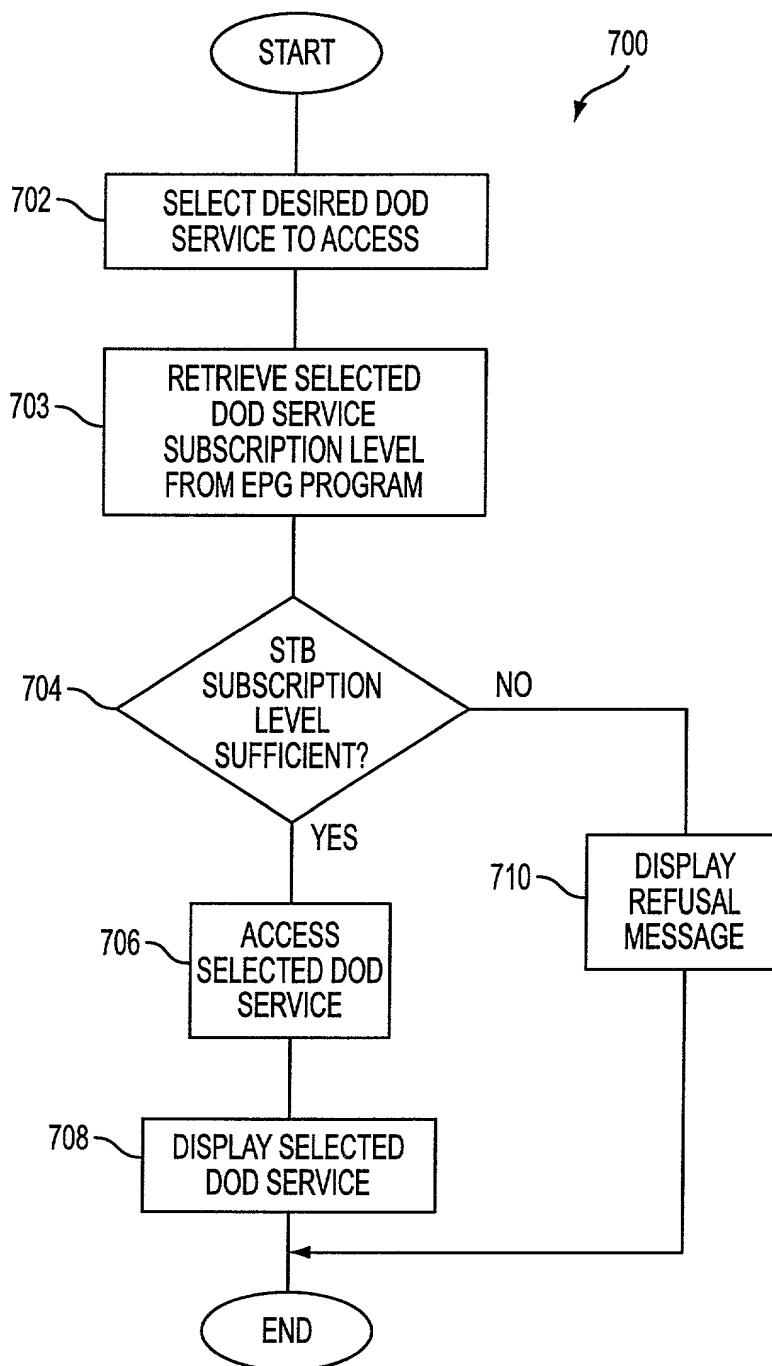 START
700
702
SELECT DESIRED DOD
SERVICE TO ACCESS
703
RETRIEVE SELECTED
DOD SERVICE
SUBSCRIPTION LEVEL
FROM EPG PROGRAM
704
STB
SUBSCRIPTION
LEVEL
SUFFICIENT?
NO
YES
710
DISPLAY
REFUSAL
MESSAGE
706
ACCESS
SELECTED DOD
SERVICE
708
DISPLAY SELECTED
DOD SERVICE
END